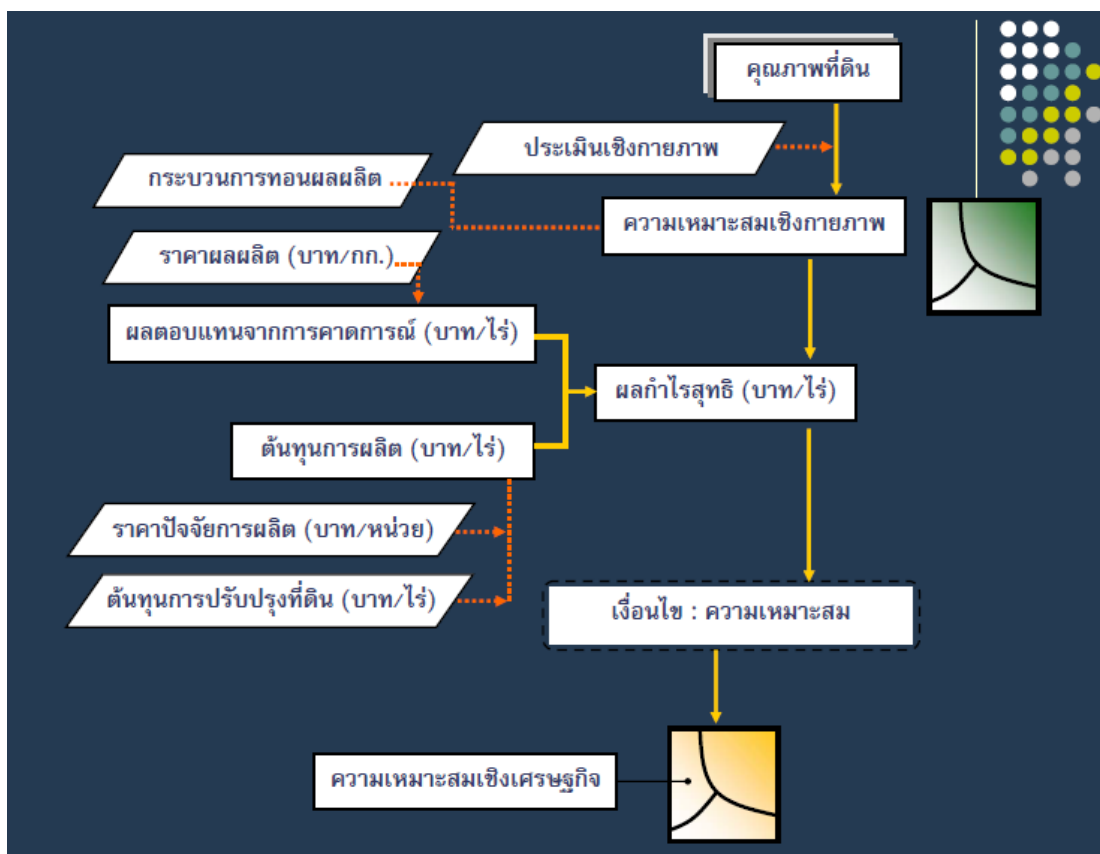 คุณภาพที่ดิน
ประเมินเชิงกายภาพ
กระบวนการทอนผลผลิต
ความเหมาะสมเชิงกายภาพ
ราคาผลผลิต (บาท/กก.)
ผลตอบแทนจากการคาดการณ์ (บาท/ไร่)
ผลกำไรสุทธิ (บาท/ไร่)
ต้นทุนการผลิต (บาท/ไร่)
ราคาปัจจัยการผลิต (บาท/หน่วย)
ต้นทุนการปรับปรุงที่ดิน (บาท/ไร่)
เงื่อนไข : ความเหมาะสม
ความเหมาะสมเชิงเศรษฐกิจ